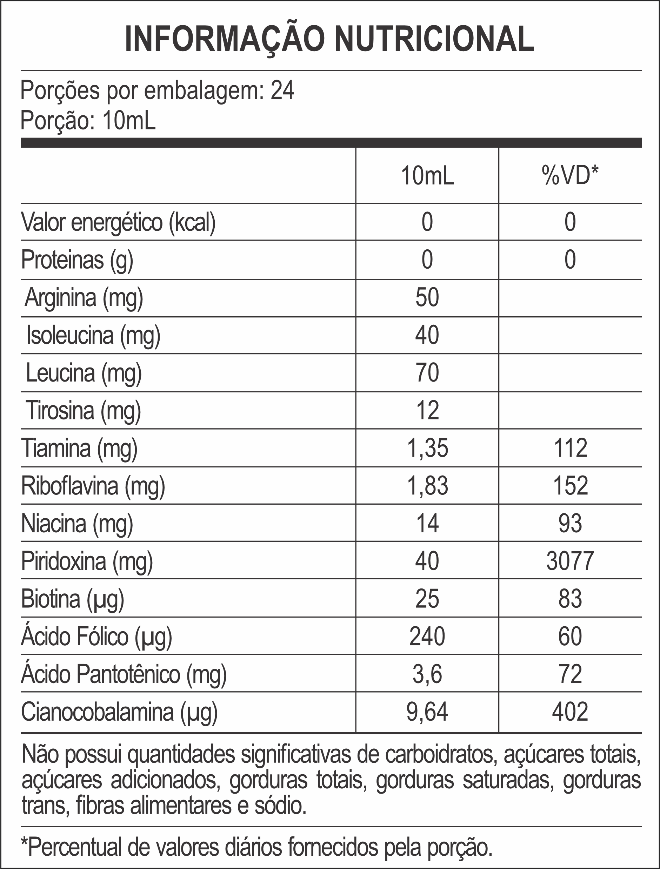 INFORMAÇÃO NUTRICIONAL
Porções por embalagem: 24
Porção: 10mL
10mL %VD*
Valor energético (kcal) 0 0
Proteinas (g) 0 0
Arginina (mg) 50
Isoleucina (mg) 40
Leucina (mg) 70
Tirosina (mg) 12
Tiamina (mg) 1,35 112
Riboflavina (mg) 1,83 152
Niacina (mg) 14 93
Piridoxina (mg) 40 3077
Biotina (µg) 25 83
Ácido Fólico (µg) 240 60
Ácido Pantotênico (mg) 3,6 72
Cianocobalamina (µg) 9,64 402
Não possui quantidades significativas de carboidratos, açúcares totais,
açúcares adicionados, gorduras totais, gorduras saturadas, gorduras
trans, fibras alimentares e sódio.
*Percentual de valores diários fornecidos pela porção.